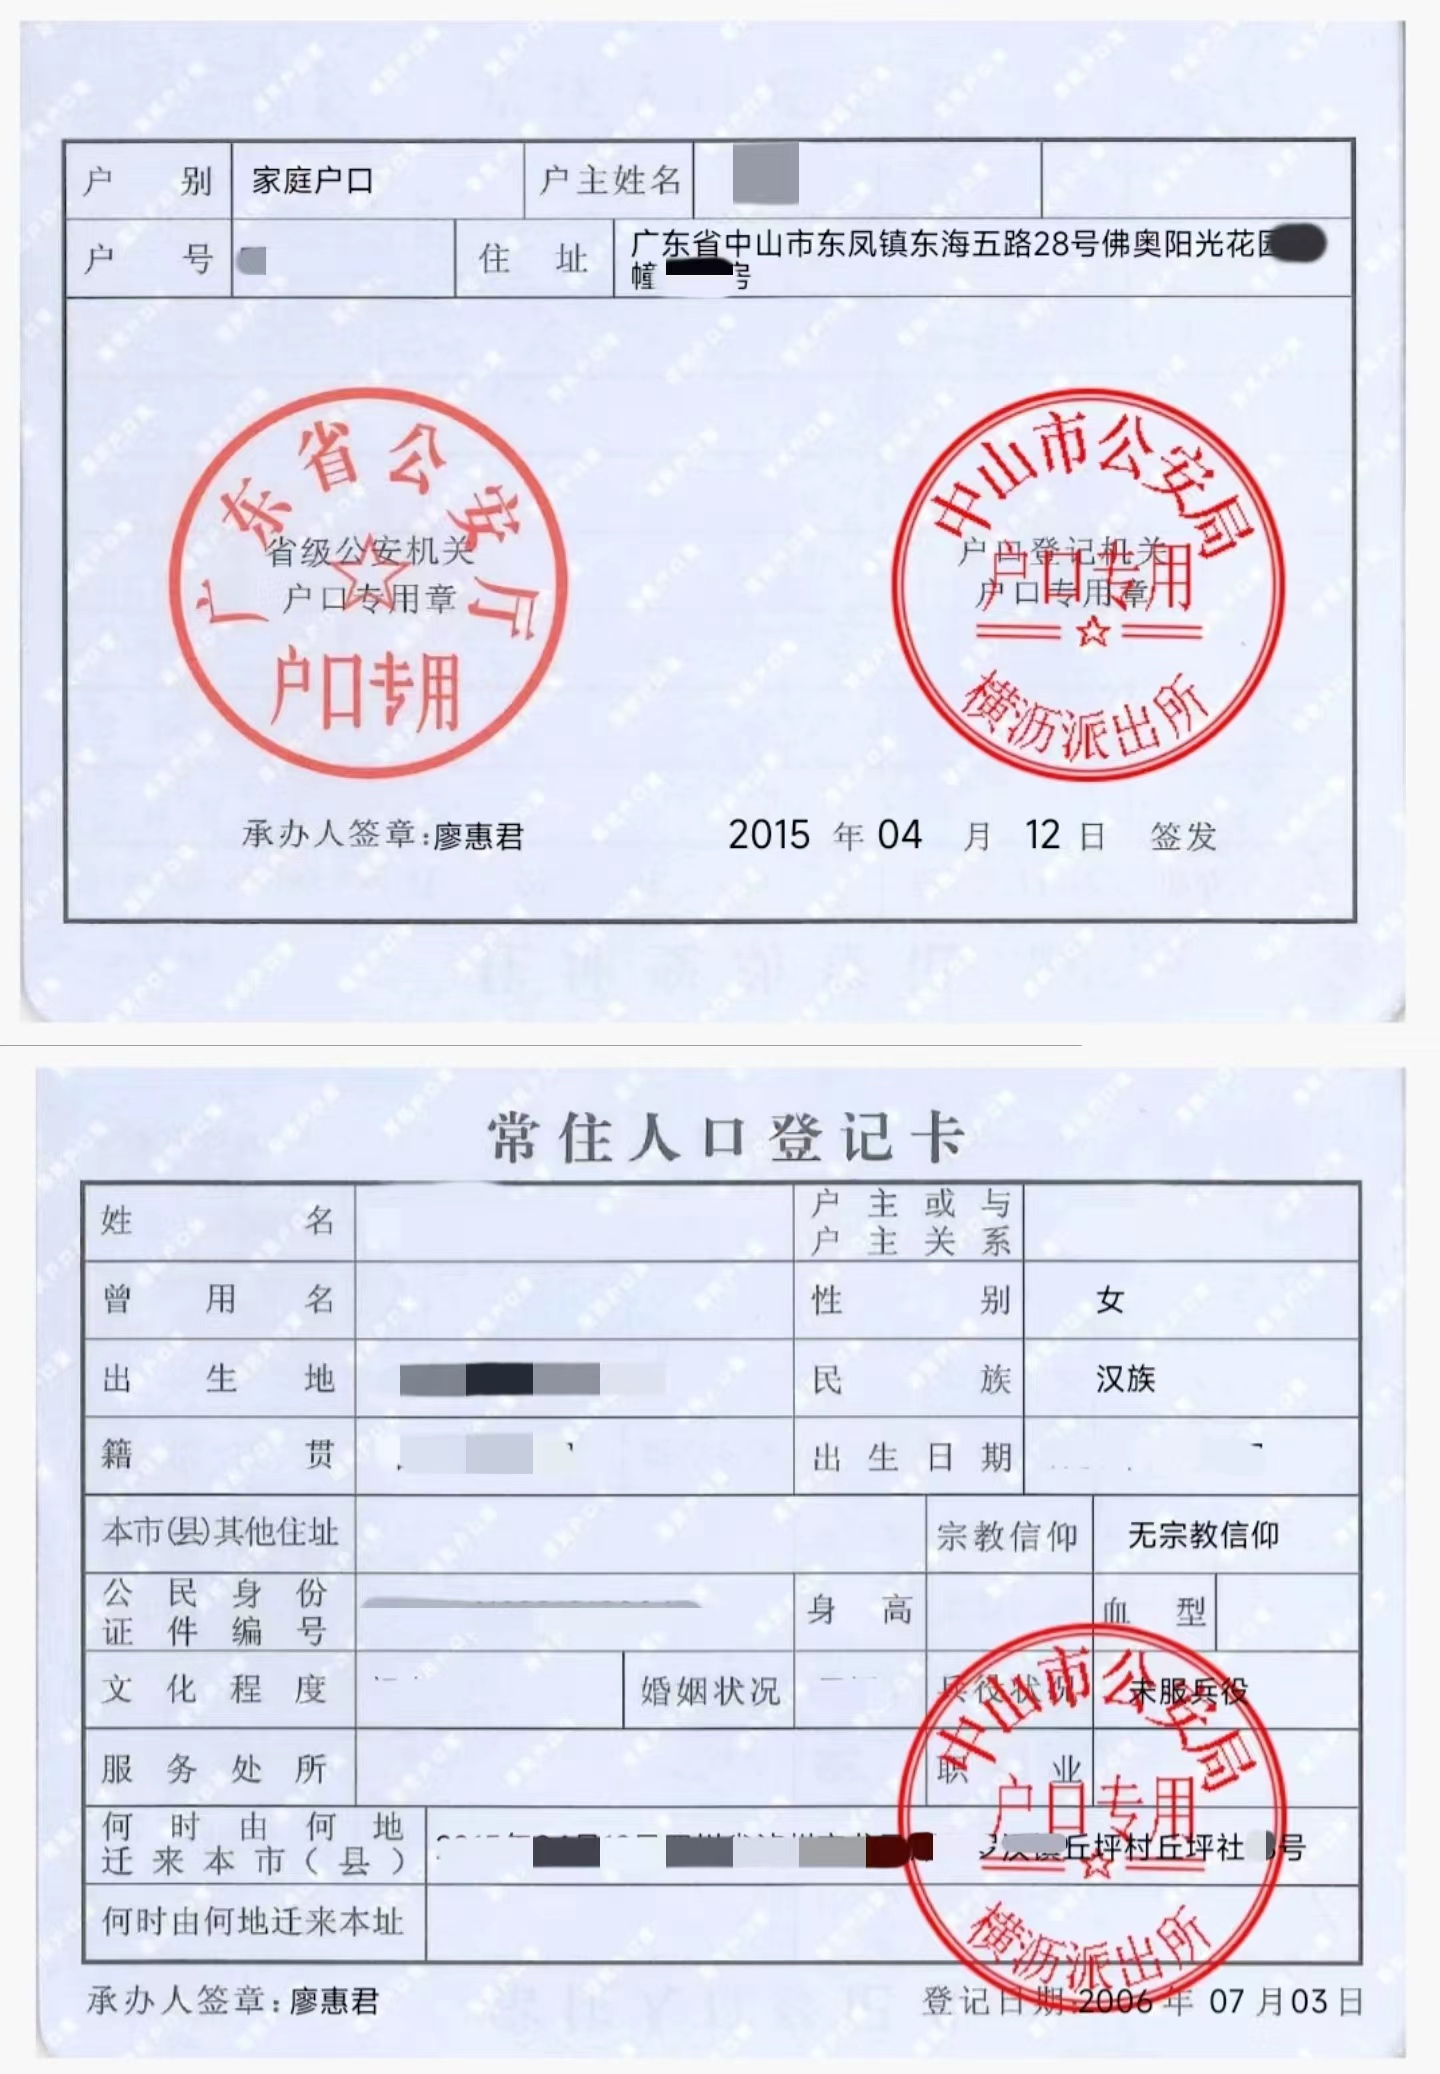 户 别 家庭户口 户主姓名
户 号 住 址 广东省中山市东凤镇东海五路28号佛奥阳光花园
幢 房
广东省公安厅
省级公安机关
户口专用章
户口专用
中山市公安局
户口登记机关
户口专用章
户口专用
横沥派出所
承办人签章:廖惠君 2015 年 04 月 12 日 签发
常住人口登记卡
姓 名 户主或与
户主关系
曾用名 性 别 女
出生地 民 族 汉族
籍 贯 出生日期
本市(县)其他住址 宗教信仰 无宗教信仰
公民身份
证件编号 身 高 血 型
文化程度 婚姻状况 兵役状况 未服兵役
服务处所 职 业
何时由何地
迁来本市(县) 丘坪村丘坪社 号
何时由何地迁来本址
中山市公安局
户口专用
横沥派出所
承办人签章:廖惠君 登记日期:2006 年 07 月 03 日